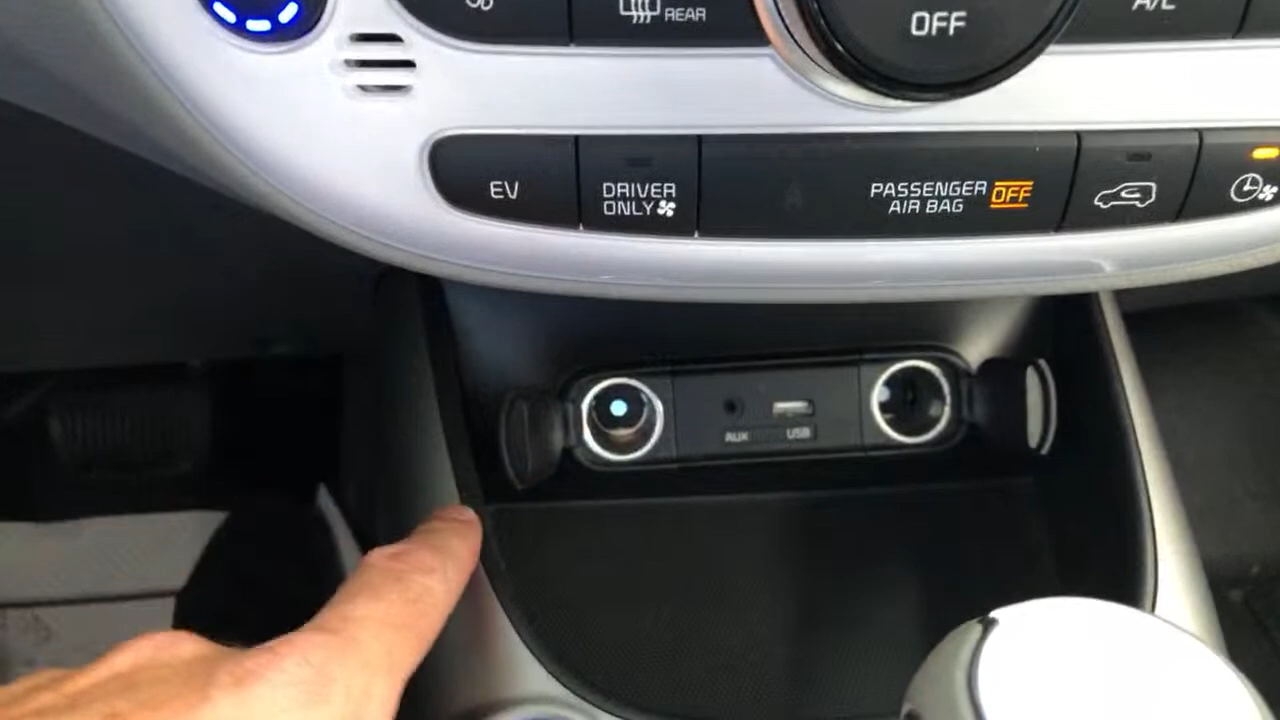 REAR
OFF
A/C
EV
DRIVER
ONLY
PASSENGER
AIR BAG
OFF
AUX
USB